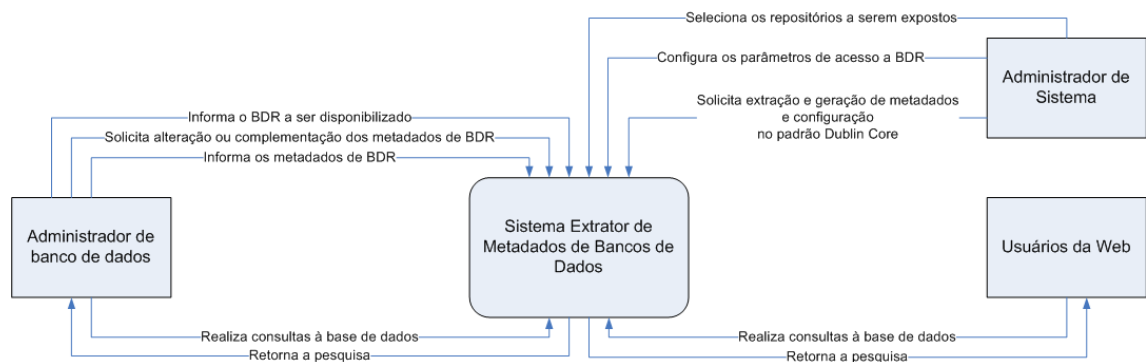 Seleciona os repositórios a serem expostos
Configura os parâmetros de acesso a BDR
Administrador de
Sistema
Solicita extração e geração de metadados
e configuração
no padrão Dublin Core
Informa o BDR a ser disponibilizado
Solicita alteração ou complementação dos metadados de BDR
Informa os metadados de BDR
Administrador de
banco de dados
Sistema Extrator de
Metadados de Bancos de
Dados
Usuários da Web
Realiza consultas à base de dados
Retorna a pesquisa
Realiza consultas à base de dados
Retorna a pesquisa